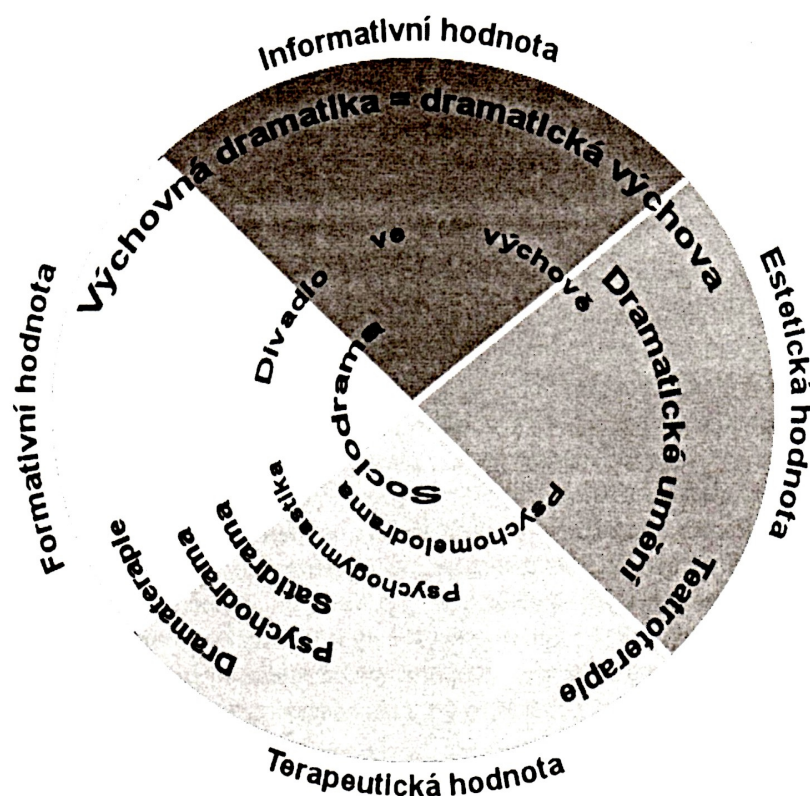 Informativní hodnota
Výchovná dramatika = dramatická výchova
Divadlo ve výchově
Estetická hodnota
Dramatické umění
Formativní hodnota
Sociodrama
Psychomelodrama
Psychogymnastika
Satidrama
Psychodrama
Dramaterapie
Teatroterapie
Terapeutická hodnota